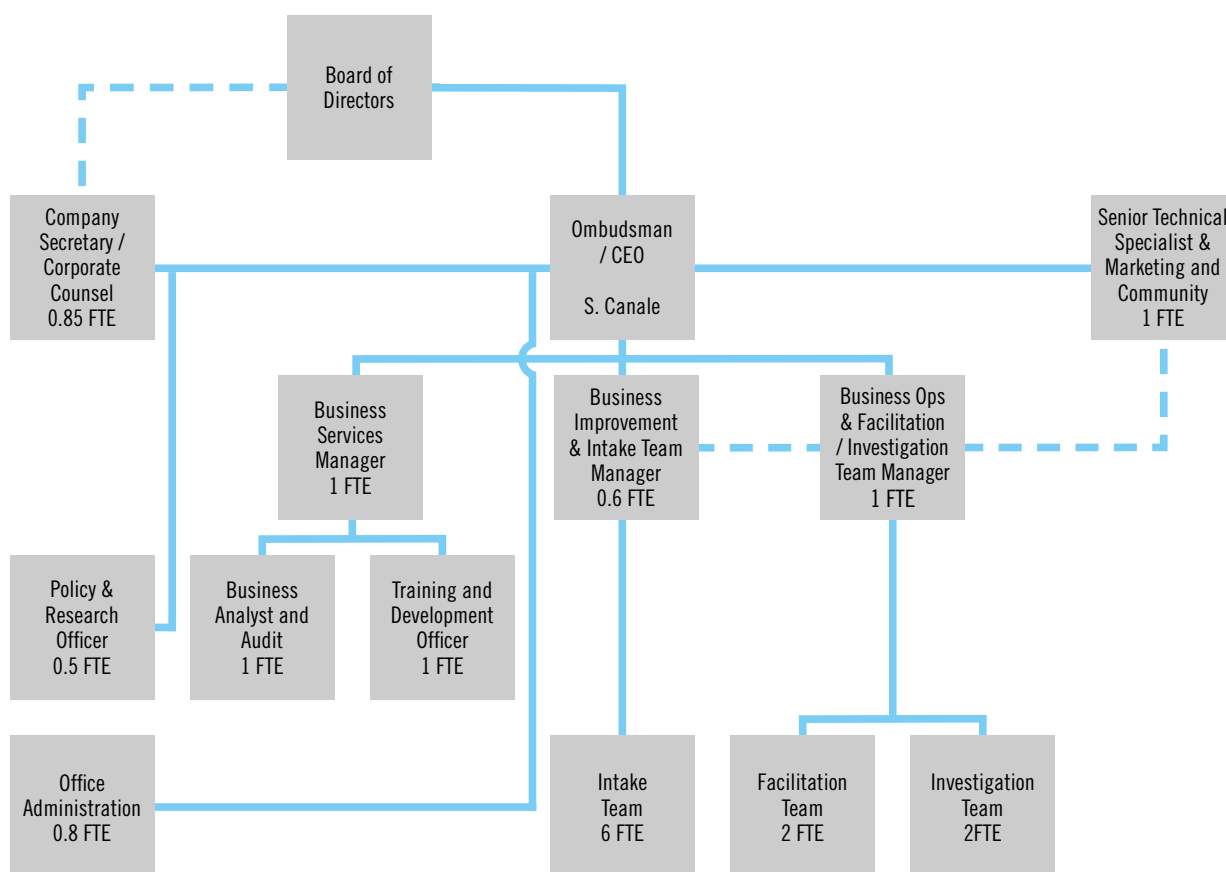 Board of
Directors
Company
Secretary /
Corporate
Counsel
0.85 FTE
Ombudsman
/ CEO
S. Canale
Senior Technical
Specialist &
Marketing and
Community
1 FTE
Business
Services
Manager
1 FTE
Business
Improvement
& Intake Team
Manager
0.6 FTE
Business Ops
& Facilitation
/ Investigation
Team Manager
1 FTE
Policy &
Research
Officer
0.5 FTE
Business
Analyst and
Audit
1 FTE
Training and
Development
Officer
1 FTE
Office
Administration
0.8 FTE
Intake
Team
6 FTE
Facilitation
Team
2 FTE
Investigation
Team
2FTE